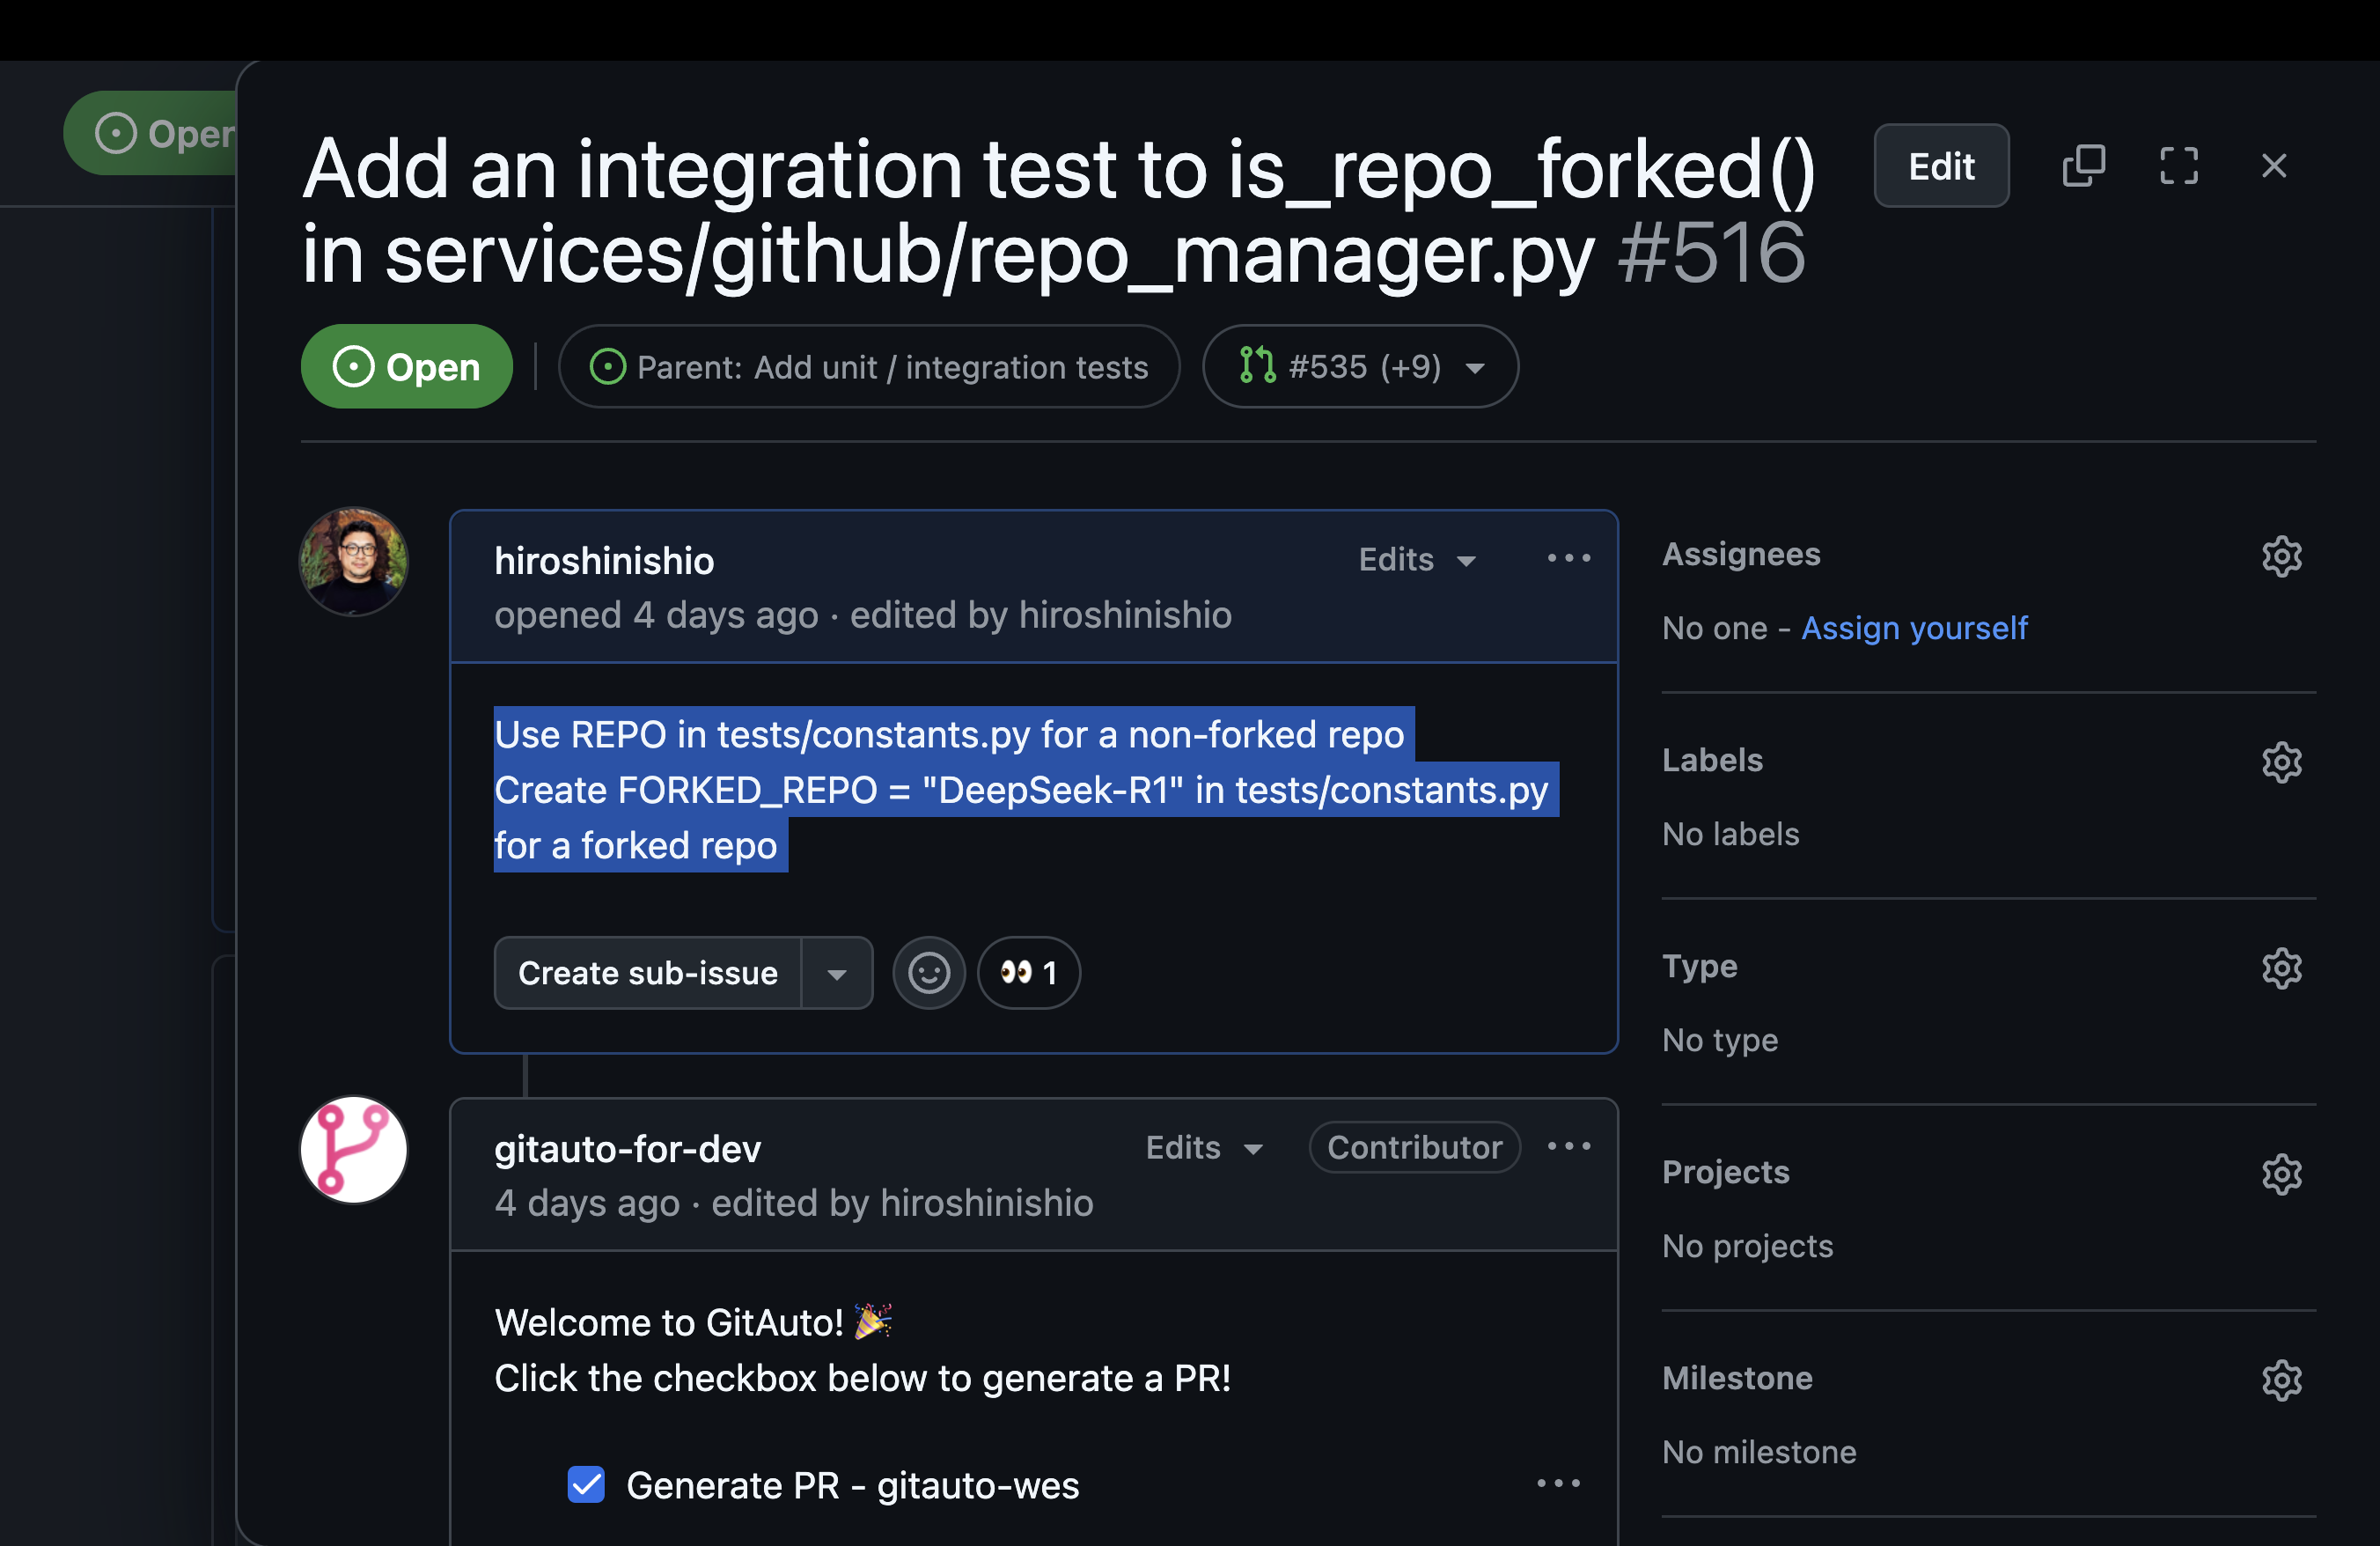 Open
Add an integration test to is_repo_forked()
in services/github/repo_manager.py #516
Edit
Open
Parent: Add unit / integration tests
#535 (+9)
hiroshinishio
Edits
opened 4 days ago · edited by hiroshinishio
Use REPO in tests/constants.py for a non-forked repo
Create FORKED_REPO = "DeepSeek-R1" in tests/constants.py
for a forked repo
Create sub-issue
👀 1
gitauto-for-dev
Edits
Contributor
4 days ago · edited by hiroshinishio
Welcome to GitAuto! 🎉
Click the checkbox below to generate a PR!
Generate PR - gitauto-wes
Assignees
No one - Assign yourself
Labels
No labels
Type
No type
Projects
No projects
Milestone
No milestone